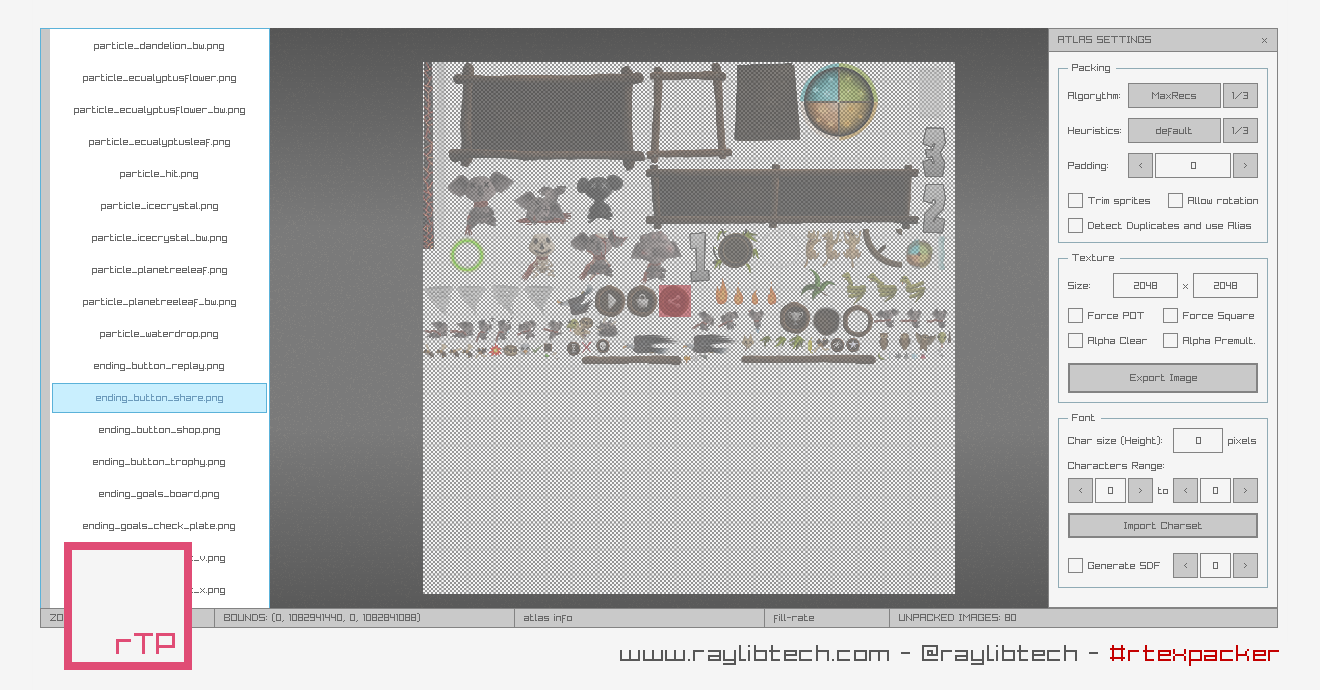 particle_dandelion_bw.png
particle_ecualyptusflower.png
particle_ecualyptusflower_bw.png
particle_ecualyptusleaf.png
particle_hit.png
particle_icecrystal.png
particle_icecrystal_bw.png
particle_planetreeleaf.png
particle_planetreeleaf_bw.png
particle_waterdrop.png
ending_button_replay.png
ending_button_share.png
ending_button_shop.png
ending_button_trophy.png
ending_goals_board.png
ending_goals_check_plate.png
_v.png
_x.png
3
2
1
ATLAS SETTINGS x
Packing
Algorythm: MaxRecs 1/3
Heuristics: default 1/3
Padding: < 0 >
Trim sprites Allow rotation
Detect Duplicates and use Alias
Texture
Size: 2048 x 2048
Force POT Force Square
Alpha Clear Alpha Premult.
Export Image
Font
Char size (Height): 0 pixels
Characters Range:
< 0 > to < 0 >
Import Charset
Generate SDF < 0 >
ZO
BOUNDS: (0, 1082941440, 0, 1082841088) atlas info fill-rate UNPACKED IMAGES: 80
rTP
www.raylibtech.com - @raylibtech - #rtexpacker